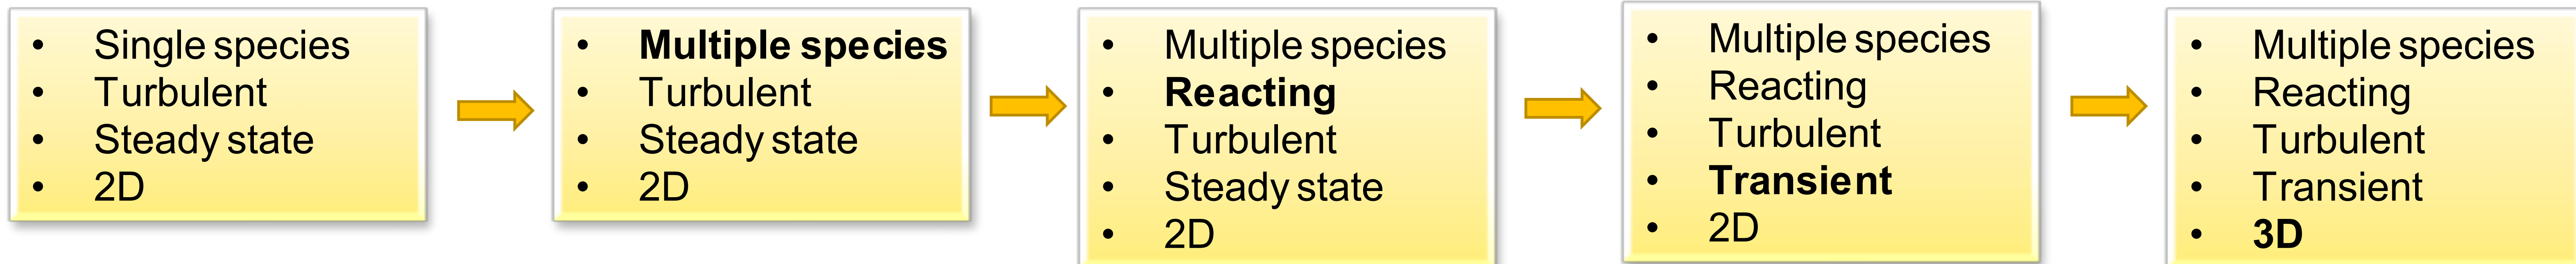 • Single species
• Turbulent
• Steady state
• 2D
• Multiple species
• Turbulent
• Steady state
• 2D
• Multiple species
• Reacting
• Turbulent
• Steady state
• 2D
• Multiple species
• Reacting
• Turbulent
• Transient
• 2D
• Multiple species
• Reacting
• Turbulent
• Transient
• 3D